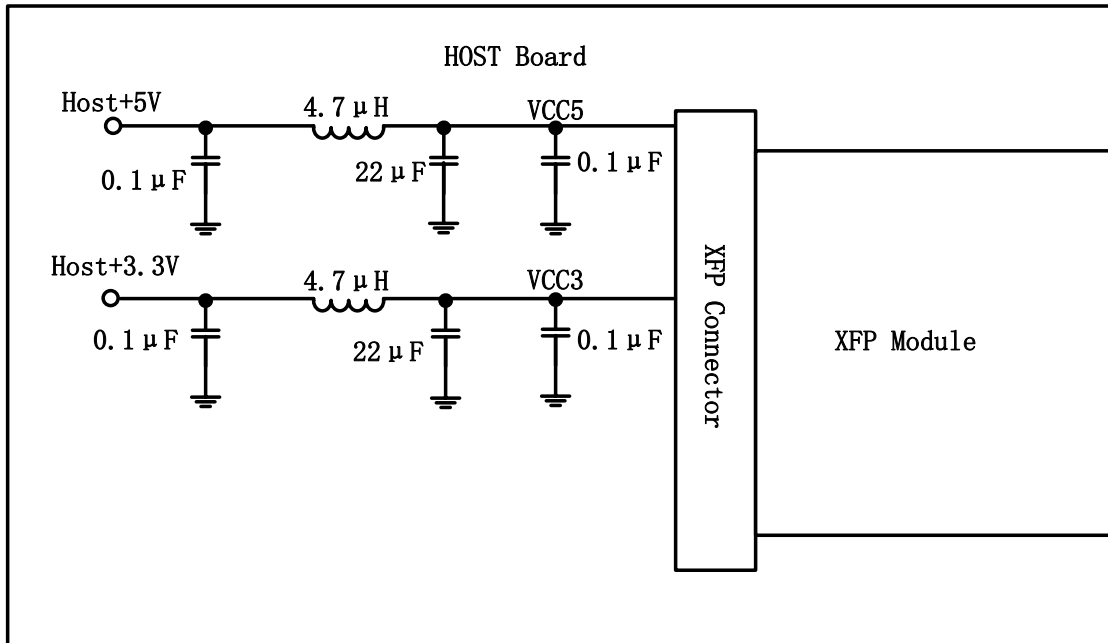 HOST Board
Host+5V
4.7μH
VCC5
0.1μF
22μF
0.1μF
Host+3.3V
4.7μH
VCC3
0.1μF
22μF
0.1μF
XFP Connector
XFP Module